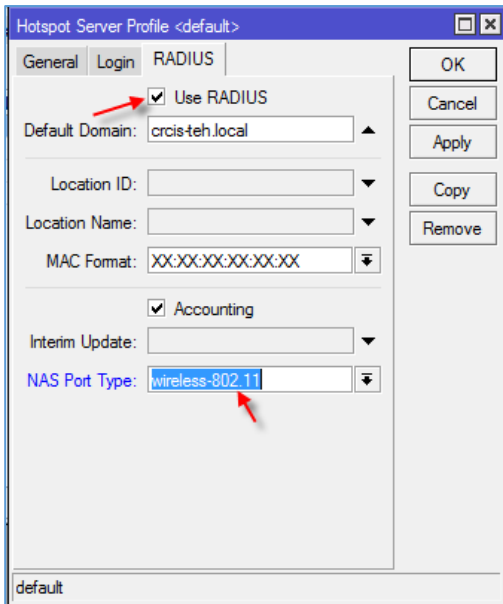 Hotspot Server Profile <default>
General Login RADIUS
OK
Use RADIUS
Cancel
Default Domain: crcis-teh.local
Apply
Location ID:
Copy
Location Name:
Remove
MAC Format: XX:XX:XX:XX:XX:XX
Accounting
Interim Update:
NAS Port Type: wireless-802.11
default